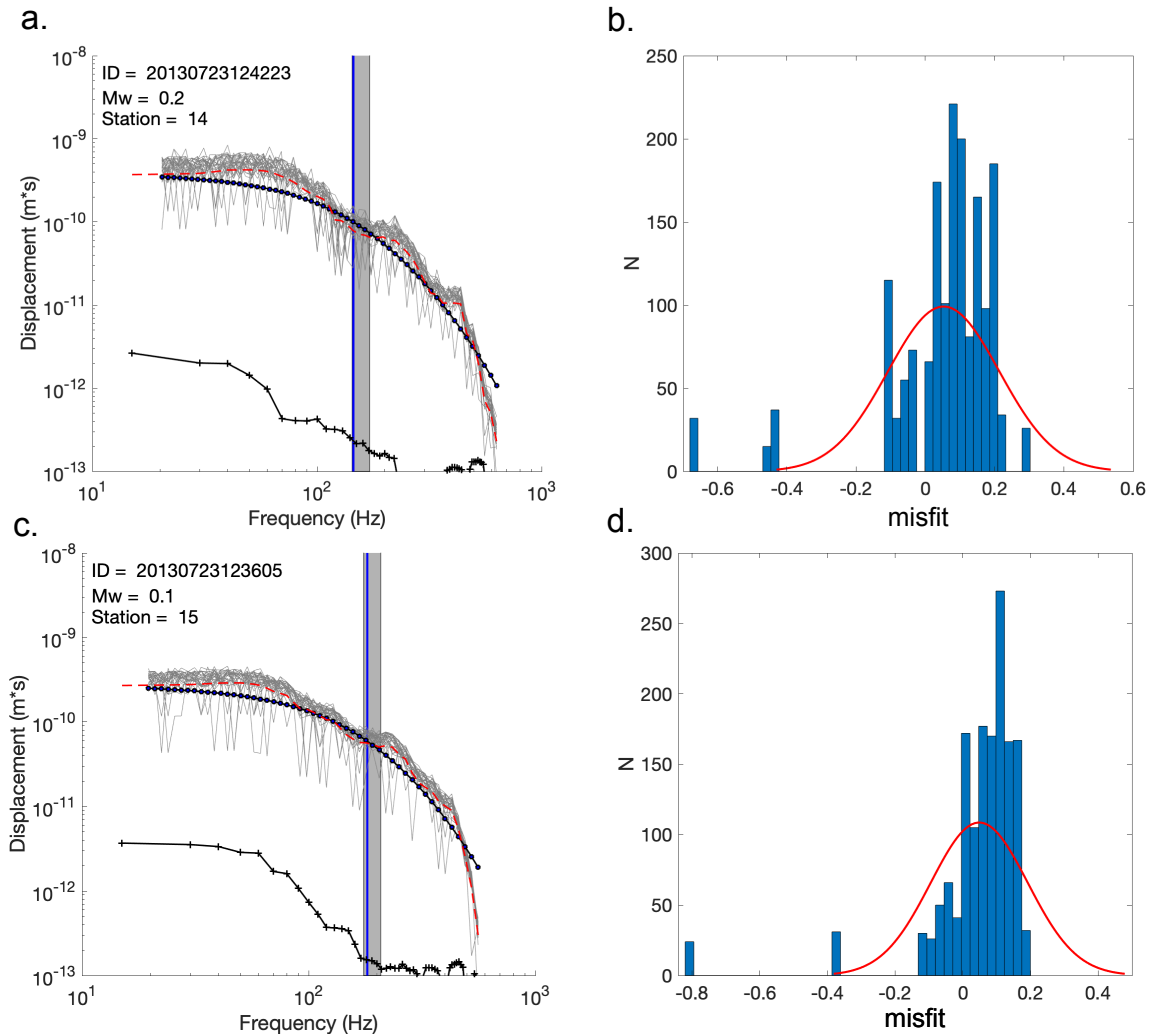 a.
10^-8
10^-9
10^-10
10^-11
10^-12
10^-13
Displacement (m*s)
ID = 20130723124223
Mw = 0.2
Station = 14
10^1
10^2
10^3
Frequency (Hz)
b.
250
200
150
100
50
0
N
-0.6
-0.4
-0.2
0
0.2
0.4
0.6
misfit
c.
10^-8
10^-9
10^-10
10^-11
10^-12
10^-13
Displacement (m*s)
ID = 20130723123605
Mw = 0.1
Station = 15
10^1
10^2
10^3
Frequency (Hz)
d.
300
250
200
150
100
50
0
N
-0.8
-0.6
-0.4
-0.2
0
0.2
0.4
misfit